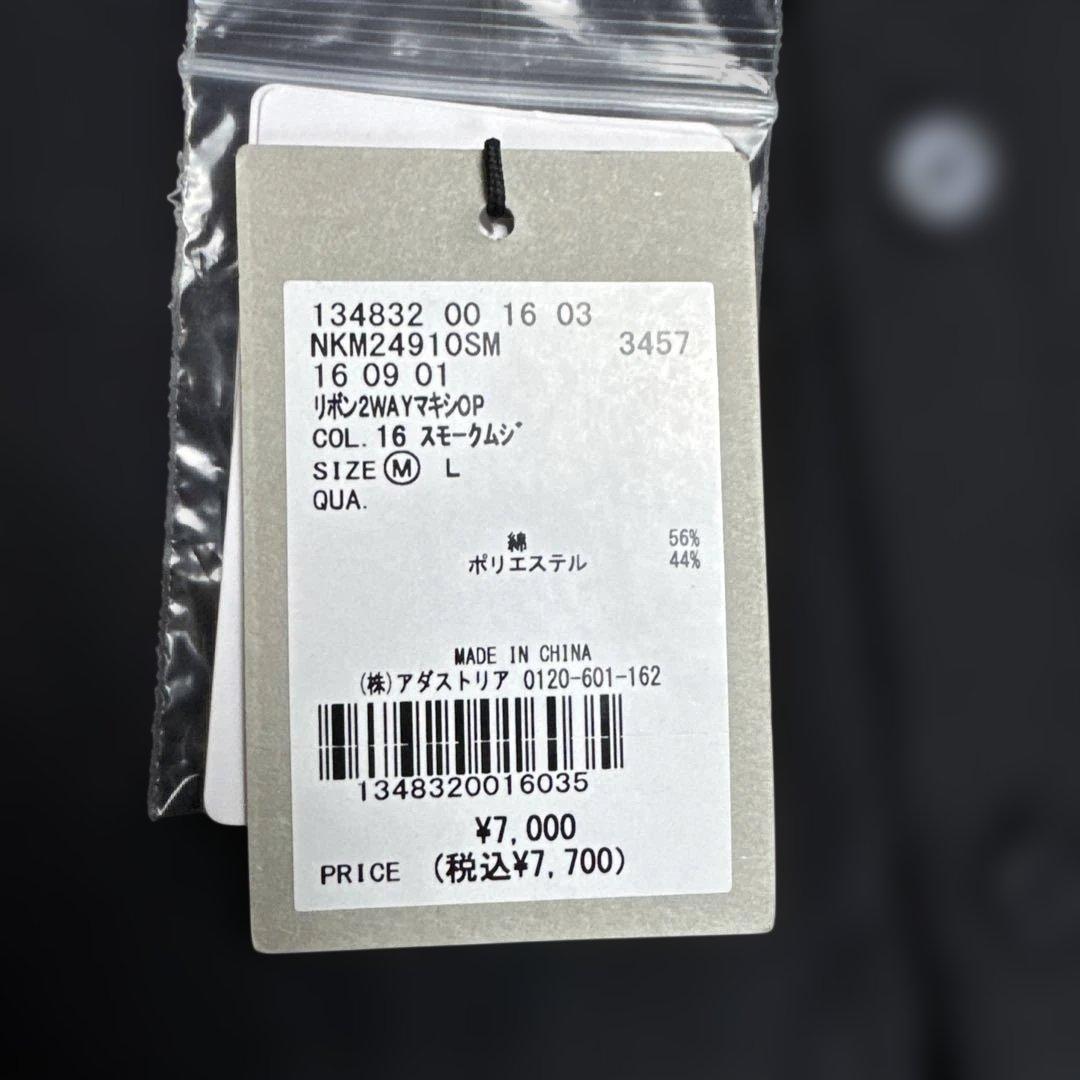 134832 00 16 03
NKM2491OSM 3457
16 09 01
リボン2WAYマキシOP
COL. 16 スモークムジ
SIZE Ⓜ L
QUA.
綿 56%
ポリエステル 44%
MADE IN CHINA
(株)アダストリア 0120-601-162
1348320016035
¥7,000
PRICE (税込¥7,700)